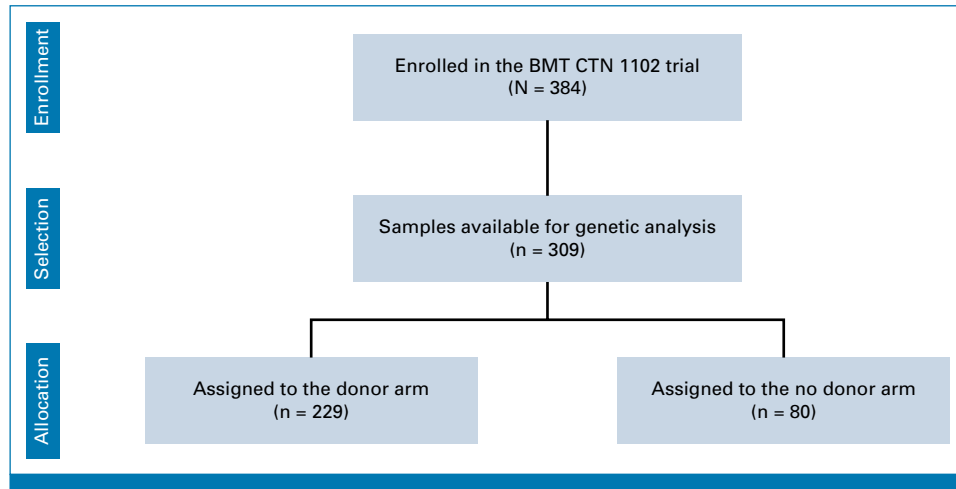 Enrollment
Enrolled in the BMT CTN 1102 trial
(N = 384)
Selection
Samples available for genetic analysis
(n = 309)
Allocation
Assigned to the donor arm
(n = 229)
Assigned to the no donor arm
(n = 80)